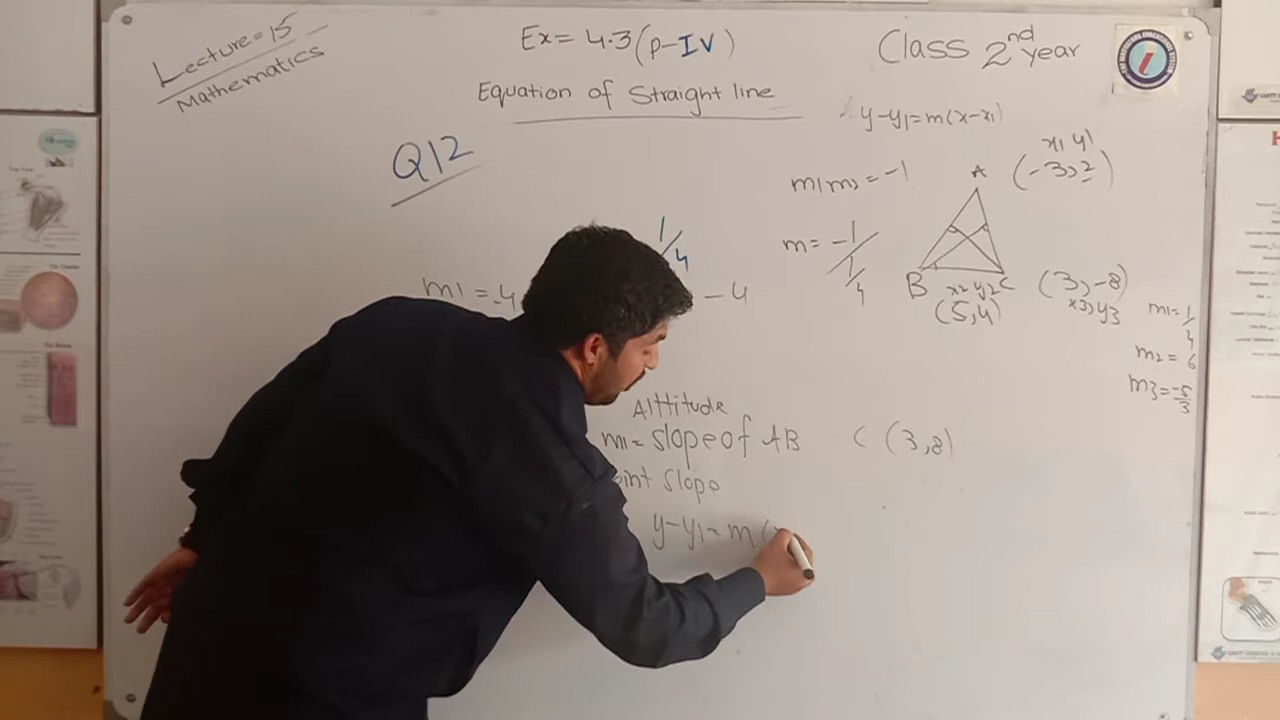 Lecture = 15
Mathematics
Ex = 4.3 (P-IV)
Equation of Straight line
Class 2nd year
Q12
y-y1=m(x-x1)
m1m2 = -1
A
x1 y1
(-3,2)
1/4
m = -1/
1/4
B
x2 y2
C
(5,4)
(3,-8)
x3,y3
m1=1/4
m2 = 6
m3=-5/3
m1 = -4
-4
Altitude
m1= slope of AB
C (3,8)
int Slope
y-y1=m(